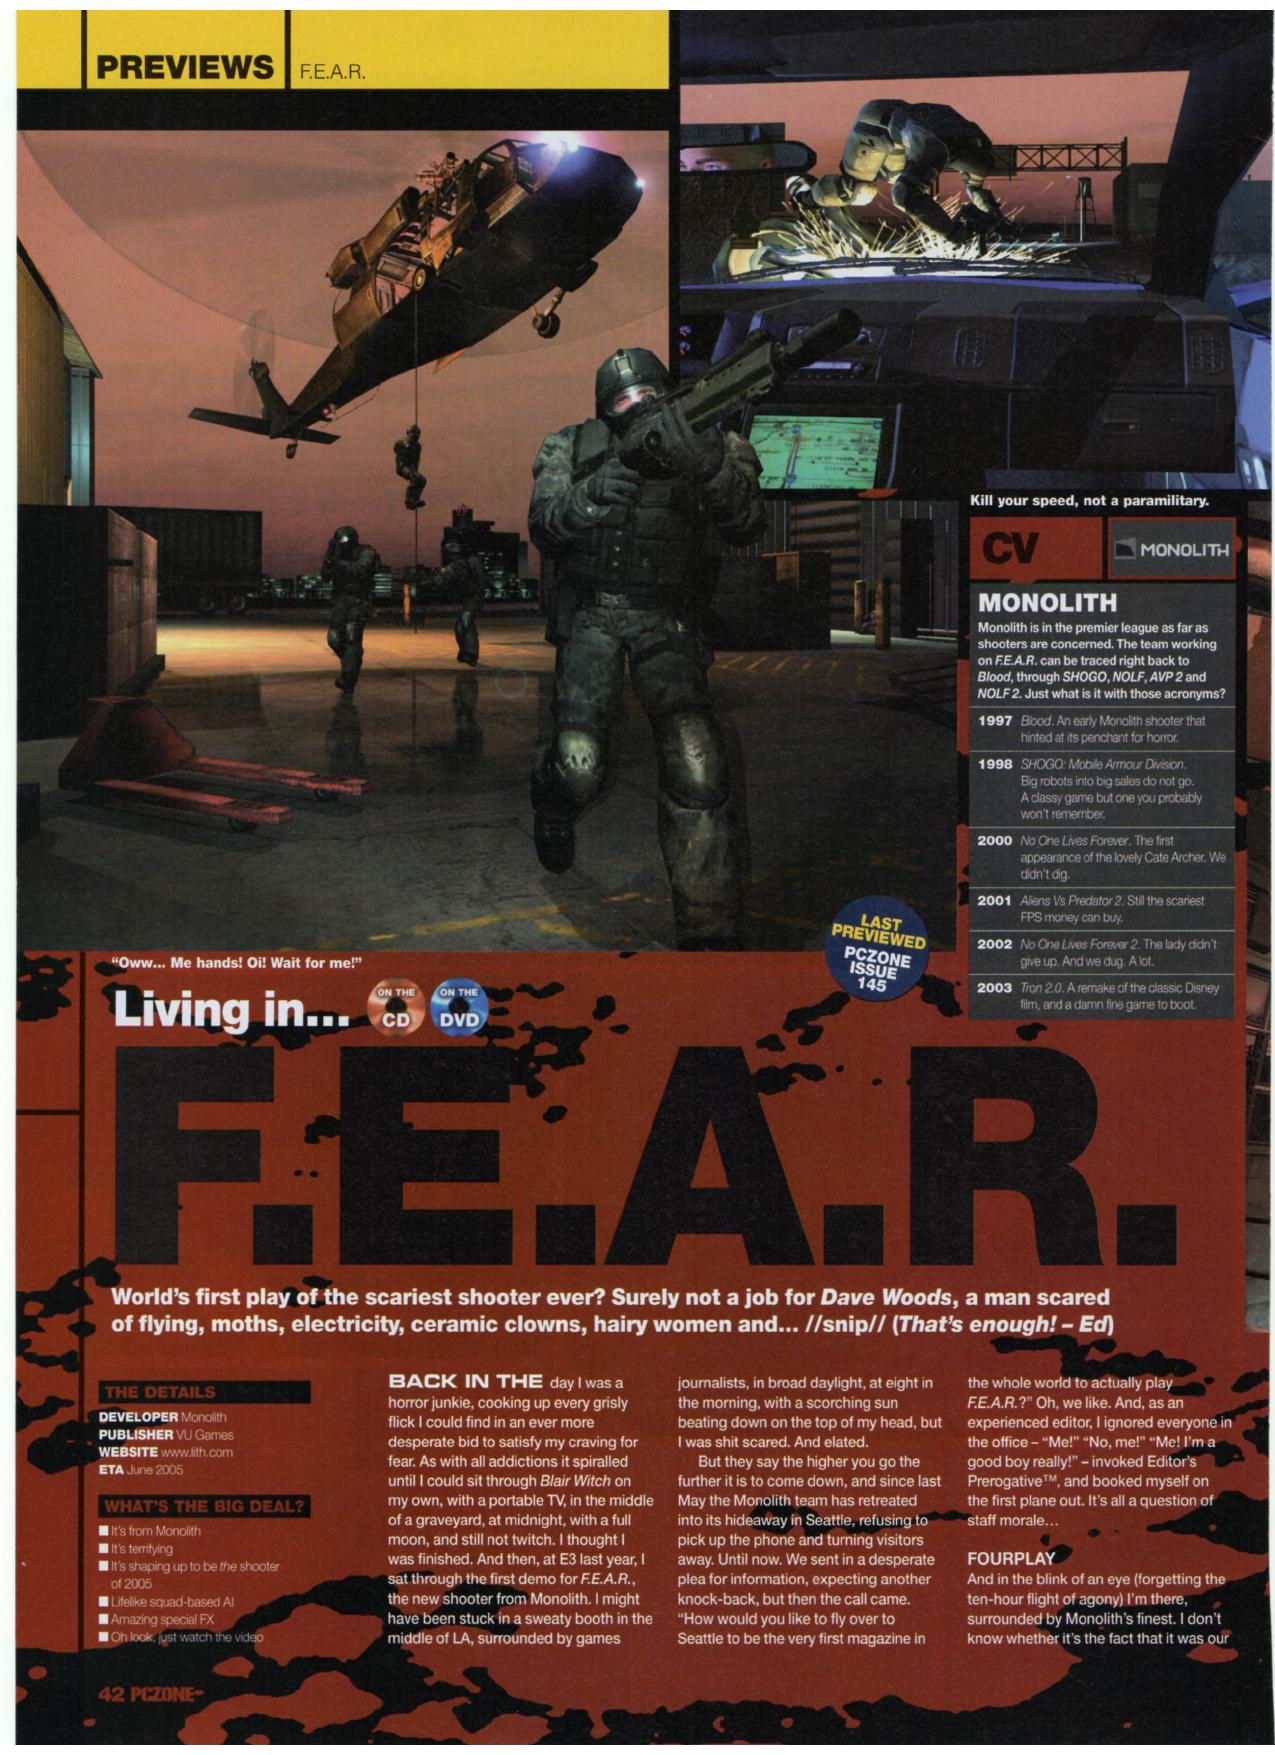 PREVIEWS F.E.A.R.
Kill your speed, not a paramilitary.
CV
MONOLITH
MONOLITH
Monolith is in the premier league as far as
shooters are concerned. The team working
on F.E.A.R. can be traced right back to
Blood, through SHOGO, NOLF, AVP 2 and
NOLF 2. Just what is it with those acronyms?
1997 Blood. An early Monolith shooter that
hinted at its penchant for horror.
1998 SHOGO: Mobile Armour Division.
Big robots into big sales do not go.
A classy game but one you probably
won't remember.
2000 No One Lives Forever. The first
appearance of the lovely Cate Archer. We
didn't dig.
2001 Aliens Vs Predator 2. Still the scariest
FPS money can buy.
2002 No One Lives Forever 2. The lady didn't
give up. And we dug. A lot.
2003 Tron 2.0. A remake of the classic Disney
film, and a damn fine game to boot.
LAST
PREVIEWED
PCZONE
ISSUE
145
"Oww... Me hands! Oi! Wait for me!"
Living in...
ON THE
CD
ON THE
DVD
F.E.A.R.
World's first play of the scariest shooter ever? Surely not a job for Dave Woods, a man scared
of flying, moths, electricity, ceramic clowns, hairy women and... //snip// (That's enough! – Ed)
THE DETAILS
DEVELOPER Monolith
PUBLISHER VU Games
WEBSITE www.lith.com
ETA June 2005
WHAT'S THE BIG DEAL?
It's from Monolith
It's terrifying
It's shaping up to be the shooter
of 2005
Lifelike squad-based AI
Amazing special FX
Oh look, just watch the video
BACK IN THE day I was a
horror junkie, cooking up every grisly
flick I could find in an ever more
desperate bid to satisfy my craving for
fear. As with all addictions it spiralled
until I could sit through Blair Witch on
my own, with a portable TV, in the middle
of a graveyard, at midnight, with a full
moon, and still not twitch. I thought I
was finished. And then, at E3 last year, I
sat through the first demo for F.E.A.R.,
the new shooter from Monolith. I might
have been stuck in a sweaty booth in the
middle of LA, surrounded by games
journalists, in broad daylight, at eight in
the morning, with a scorching sun
beating down on the top of my head, but
I was shit scared. And elated.
But they say the higher you go the
further it is to come down, and since last
May the Monolith team has retreated
into its hideaway in Seattle, refusing to
pick up the phone and turning visitors
away. Until now. We sent in a desperate
plea for information, expecting another
knock-back, but then the call came.
"How would you like to fly over to
Seattle to be the very first magazine in
the whole world to actually play
F.E.A.R.?" Oh, we like. And, as an
experienced editor, I ignored everyone in
the office – "Me!" "No, me!" "Me! I'm a
good boy really!" – invoked Editor's
Prerogative™, and booked myself on
the first plane out. It's all a question of
staff morale...
FOURPLAY
And in the blink of an eye (forgetting the
ten-hour flight of agony) I'm there,
surrounded by Monolith's finest. I don't
know whether it's the fact that it was our
42 PCZONE